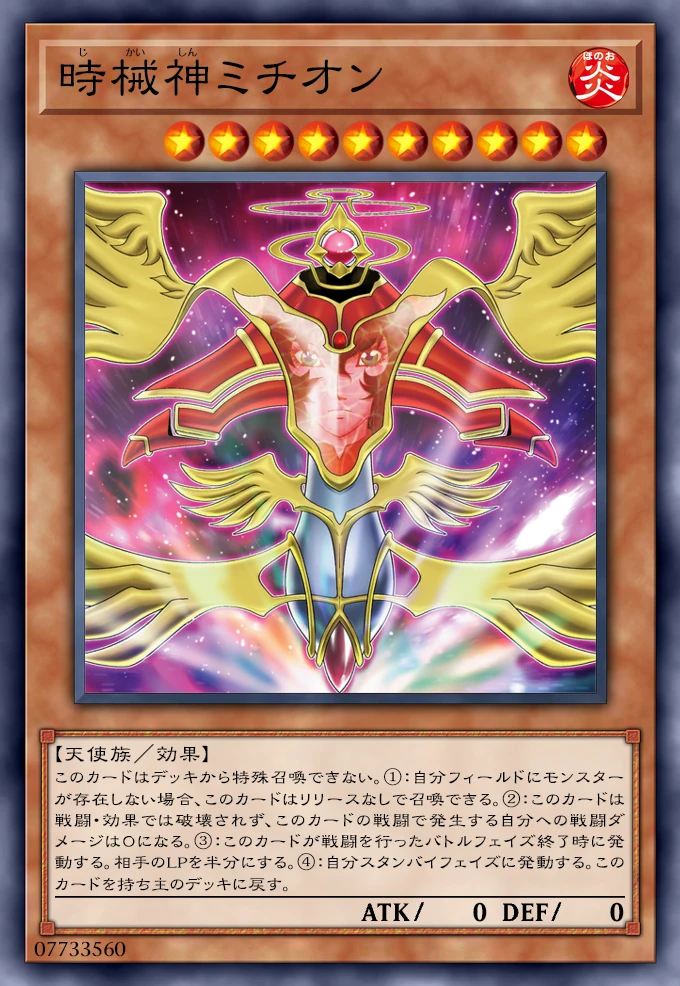 じ かい しん
時械神ミチオン
ほのお
炎
【天使族／効果】
このカードはデッキから特殊召喚できない。①:自分フィールドにモンスター
が存在しない場合、このカードはリリースなしで召喚できる。②:このカードは
戦闘・効果では破壊されず、このカードの戦闘で発生する自分への戦闘ダ
メージは０になる。③:このカードが戦闘を行ったバトルフェイズ終了時に発
動する。相手のLPを半分にする。④:自分スタンバイフェイズに発動する。この
カードを持ち主のデッキに戻す。
ATK/ 0 DEF/ 0
07733560